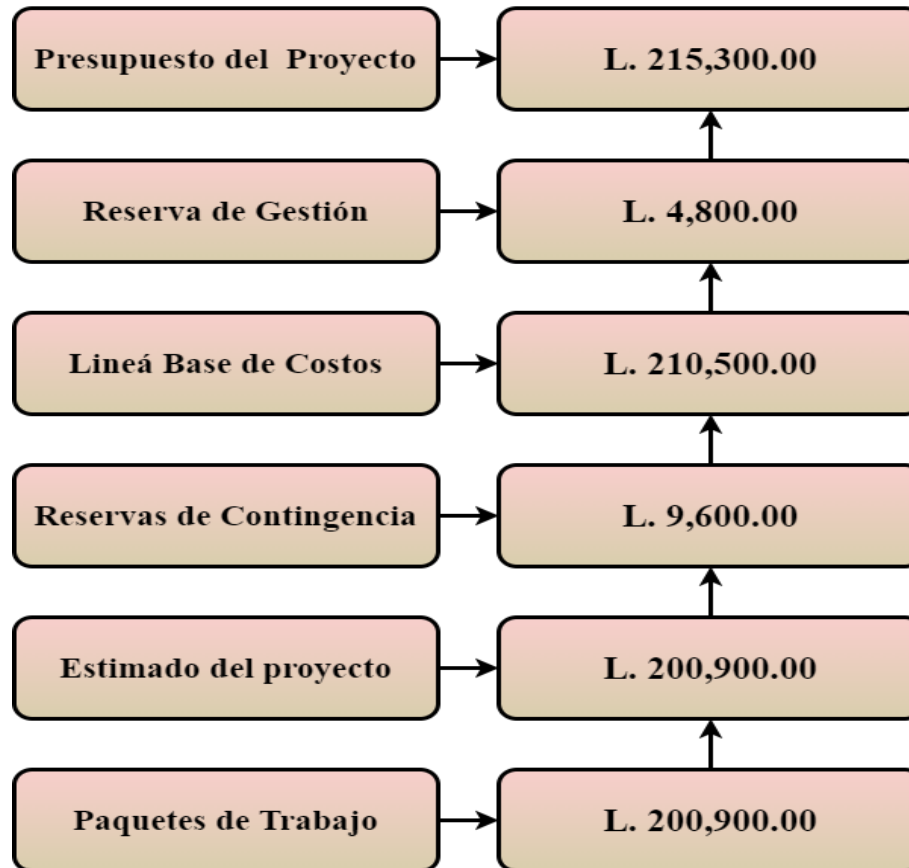 Presupuesto del Proyecto
L. 215,300.00
Reserva de Gestión
L. 4,800.00
Lineá Base de Costos
L. 210,500.00
Reservas de Contingencia
L. 9,600.00
Estimado del proyecto
L. 200,900.00
Paquetes de Trabajo
L. 200,900.00